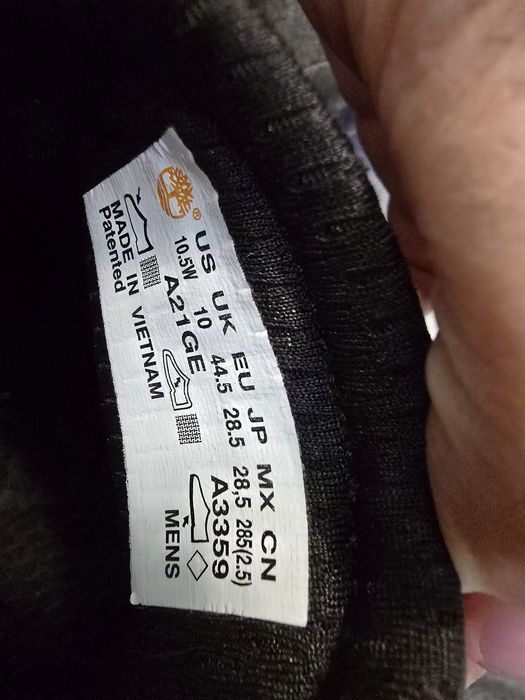 ®
US UK EU JP MX CN
10.5W 10 44.5 28.5 28,5 285(2.5)
A21GE A3359
MENS
MADE IN VIETNAM
Patented